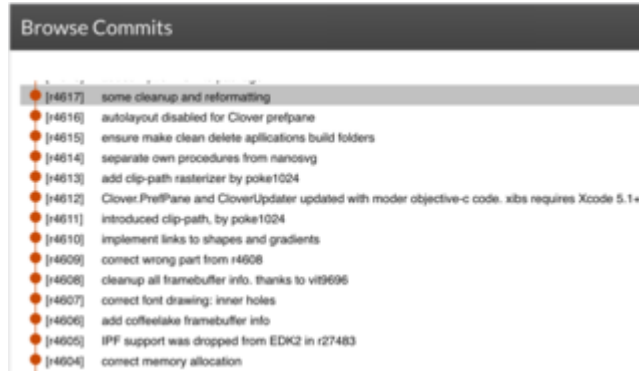 Browse Commits
[r4617] some cleanup and reformatting
[r4616] autolayout disabled for Clover prefpane
[r4615] ensure make clean delete apllications build folders
[r4614] separate own procedures from nanosvg
[r4613] add clip-path rasterizer by poke1024
[r4612] Clover.PrefPane and CloverUpdater updated with moder objective-c code. xibs requires Xcode 5.1+
[r4611] introduced clip-path, by poke1024
[r4610] implement links to shapes and gradients
[r4609] correct wrong part from r4608
[r4608] cleanup all framebuffer info. thanks to vit9696
[r4607] correct font drawing: inner holes
[r4606] add coffeelake framebuffer info
[r4605] IPF support was dropped from EDK2 in r27483
[r4604] correct memory allocation